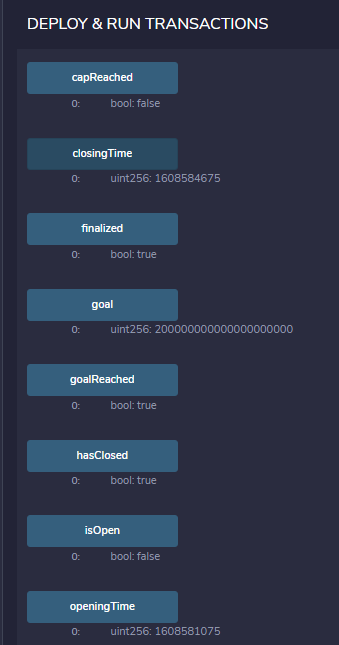 DEPLOY & RUN TRANSACTIONS
capReached
0: bool: false
closingTime
0: uint256: 1608584675
finalized
0: bool: true
goal
0: uint256: 200000000000000000000
goalReached
0: bool: true
hasClosed
0: bool: true
isOpen
0: bool: false
openingTime
0: uint256: 1608581075